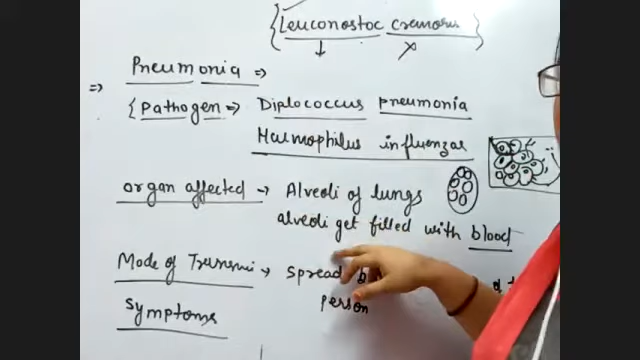 {Leuconostoc cremoris}
⇒ Pneumonia ⇒
{Pathogen ⇒ Diplococcus pneumonia
Haemophilus influenzae
organ affected → Alveoli of lungs
alveoli get filled with blood
Mode of Transmi → Spread
person
Symptoms